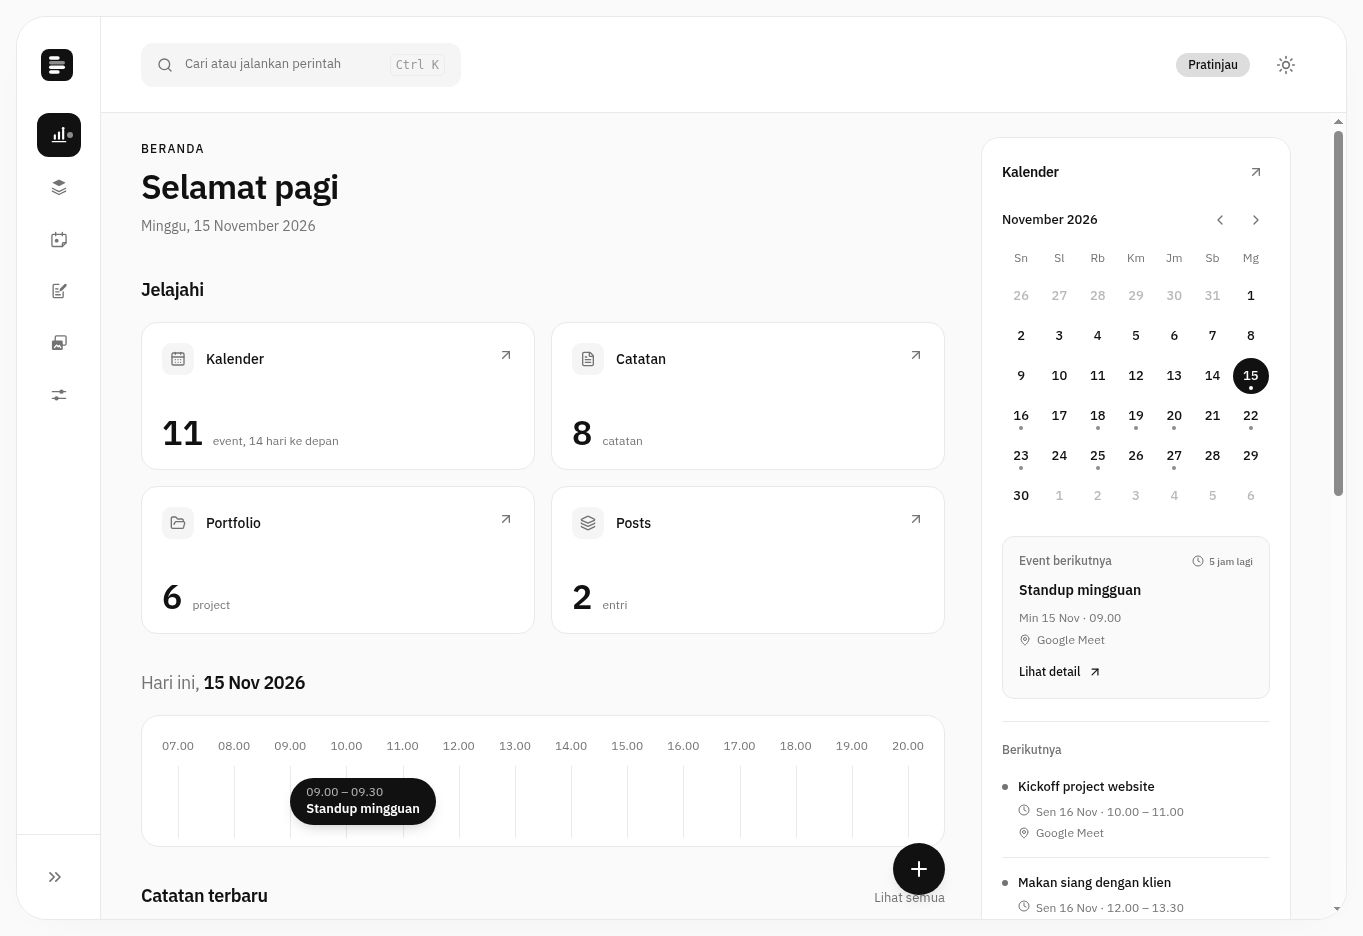 Cari atau jalankan perintah
Ctrl K
Pratinjau
BERANDA
Selamat pagi
Minggu, 15 November 2026
Jelajahi
Kalender
11 event, 14 hari ke depan
Catatan
8 catatan
Portfolio
6 project
Posts
2 entri
Hari ini, 15 Nov 2026
07.00 08.00 09.00 10.00 11.00 12.00 13.00 14.00 15.00 16.00 17.00 18.00 19.00 20.00
09.00 – 09.30
Standup mingguan
Catatan terbaru
Lihat semua
Kalender
November 2026
Sn Sl Rb Km Jm Sb Mg
26 27 28 29 30 31 1
2 3 4 5 6 7 8
9 10 11 12 13 14 15
16 17 18 19 20 21 22
23 24 25 26 27 28 29
30 1 2 3 4 5 6
Event berikutnya
5 jam lagi
Standup mingguan
Min 15 Nov · 09.00
Google Meet
Lihat detail
Berikutnya
Kickoff project website
Sen 16 Nov · 10.00 – 11.00
Google Meet
Makan siang dengan klien
Sen 16 Nov · 12.00 – 13.30